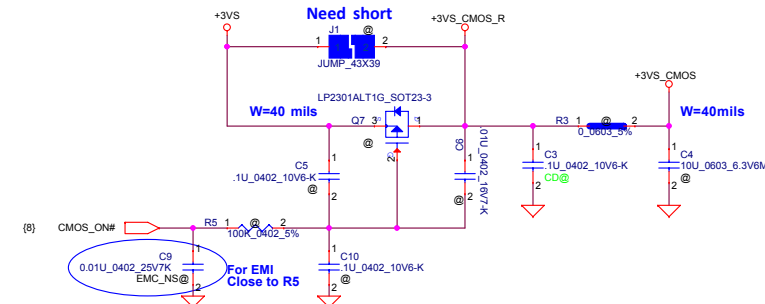 Need short
+3VS
J1
@
+3VS_CMOS_R
1
2
JUMP_43X39
+3VS_CMOS
LP2301ALT1G_SOT23-3
W=40 mils
W=40mils
Q7
3
1
R3
1
@
2
0_0603_5%
@
2
C6
.01U_0402_16V7-K
C5
1
.1U_0402_10V6-K
@
2
1
@
2
1
C3
.1U_0402_10V6-K
2
CD@
1
C4
10U_0603_6.3V6M
@
2
{8}
CMOS_ON#
R5
1
@
2
100K_0402_5%
C9
1
0.01U_0402_25V7K
EMC_NS@
2
For EMI
Close to R5
1
C10
.1U_0402_10V6-K
@
2